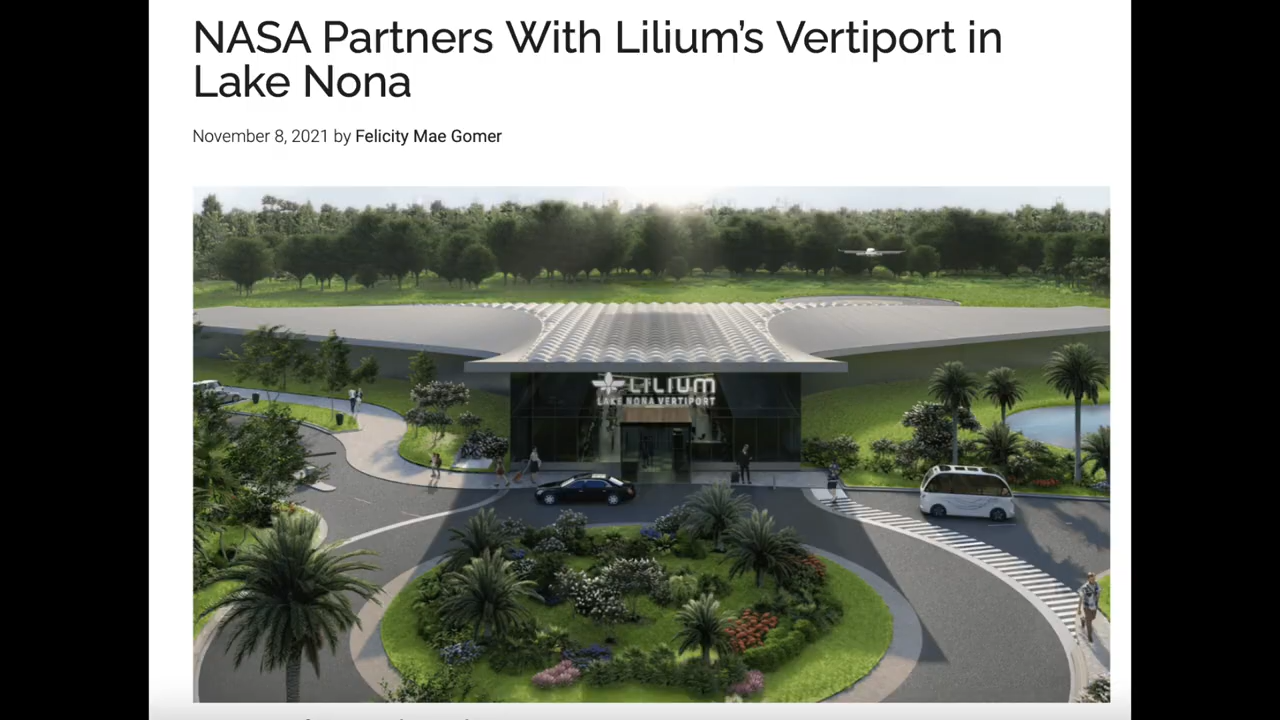 NASA Partners With Lilium’s Vertiport in
Lake Nona
November 8, 2021 by Felicity Mae Gomer
LILIUM
LAKE NONA VERTIPORT